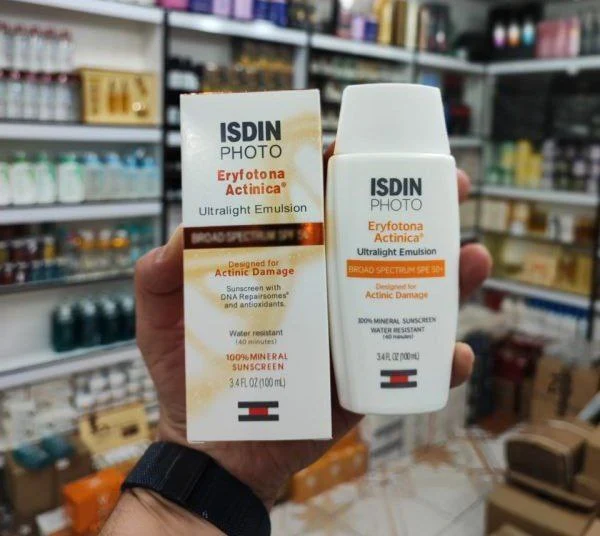 ISDIN
PHOTO
Eryfotona
Actinica®
Ultralight Emulsion
BROAD SPECTRUM SPF 50+
Designed for
Actinic Damage
Sunscreen with
DNA Repairsomes®
and antioxidants.
Water resistant
(40 minutes)
100% MINERAL
SUNSCREEN
3.4 FL OZ (100 mL)
ISDIN
PHOTO
Eryfotona
Actinica®
Ultralight Emulsion
BROAD SPECTRUM SPF 50+
Designed for
Actinic Damage
100% MINERAL SUNSCREEN
WATER RESISTANT
(40 minutes)
3.4 FL OZ (100 mL)